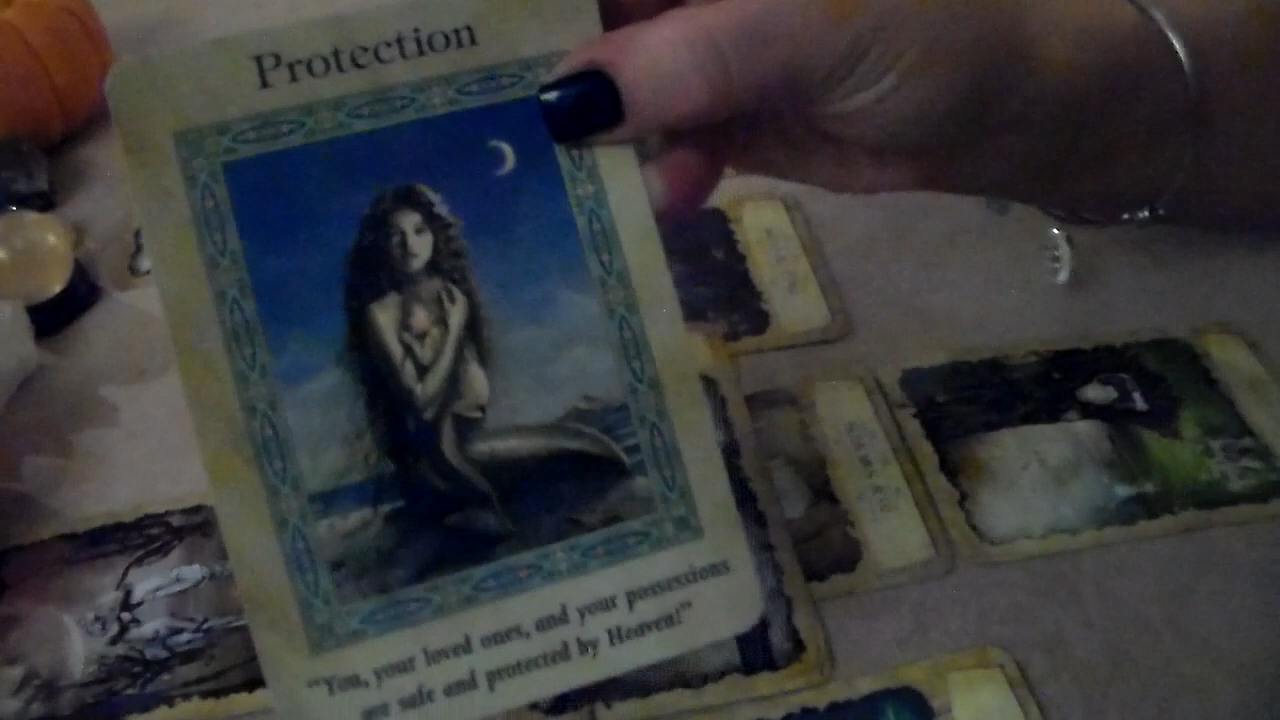 Protection
"You, your loved ones, and your possessions
are safe and protected by Heaven!"